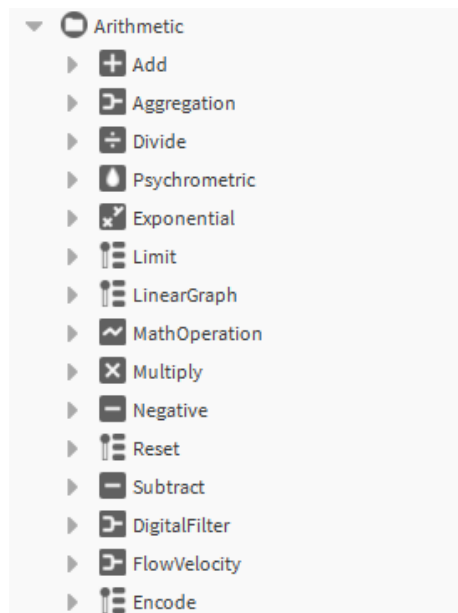 Arithmetic
Add
Aggregation
Divide
Psychrometric
Exponential
Limit
LinearGraph
MathOperation
Multiply
Negative
Reset
Subtract
DigitalFilter
FlowVelocity
Encode